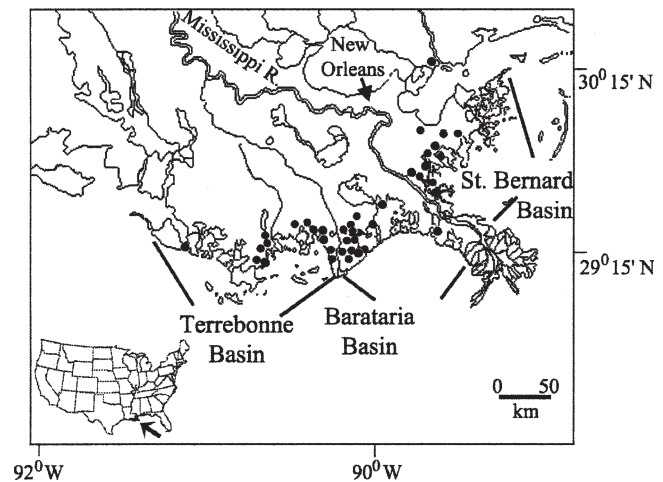 Mississippi R.
New
Orleans
30⁰ 15' N
St. Bernard
Basin
29⁰ 15' N
Terrebonne
Basin
Barataria
Basin
0 50
km
92⁰W
90⁰W